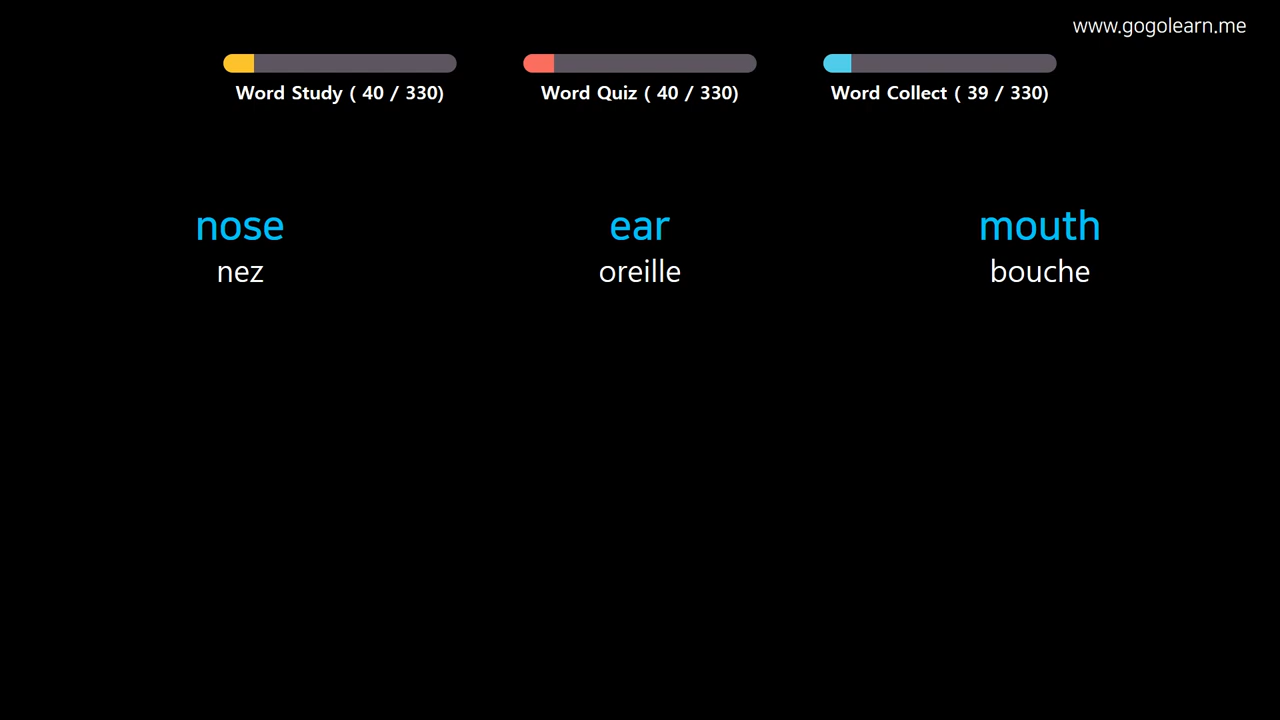 www.gogolearn.me
Word Study ( 40 / 330)
Word Quiz ( 40 / 330)
Word Collect ( 39 / 330)
nose
nez
ear
oreille
mouth
bouche